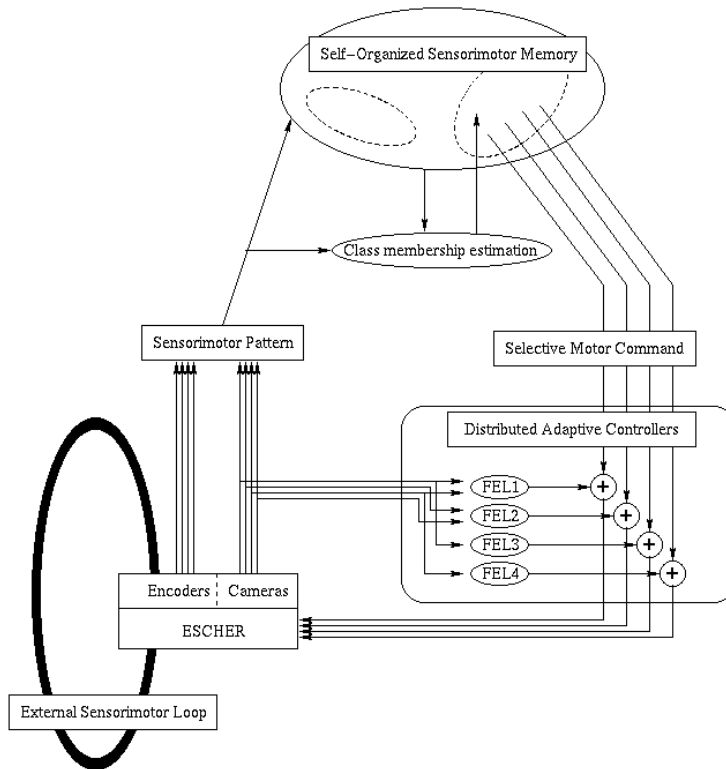 Self-Organized Sensorimotor Memory
Class membership estimation
Sensorimotor Pattern
Selective Motor Command
Distributed Adaptive Controllers
FEL1
+
FEL2
+
FEL3
+
FEL4
+
Encoders
Cameras
ESCHER
External Sensorimotor Loop